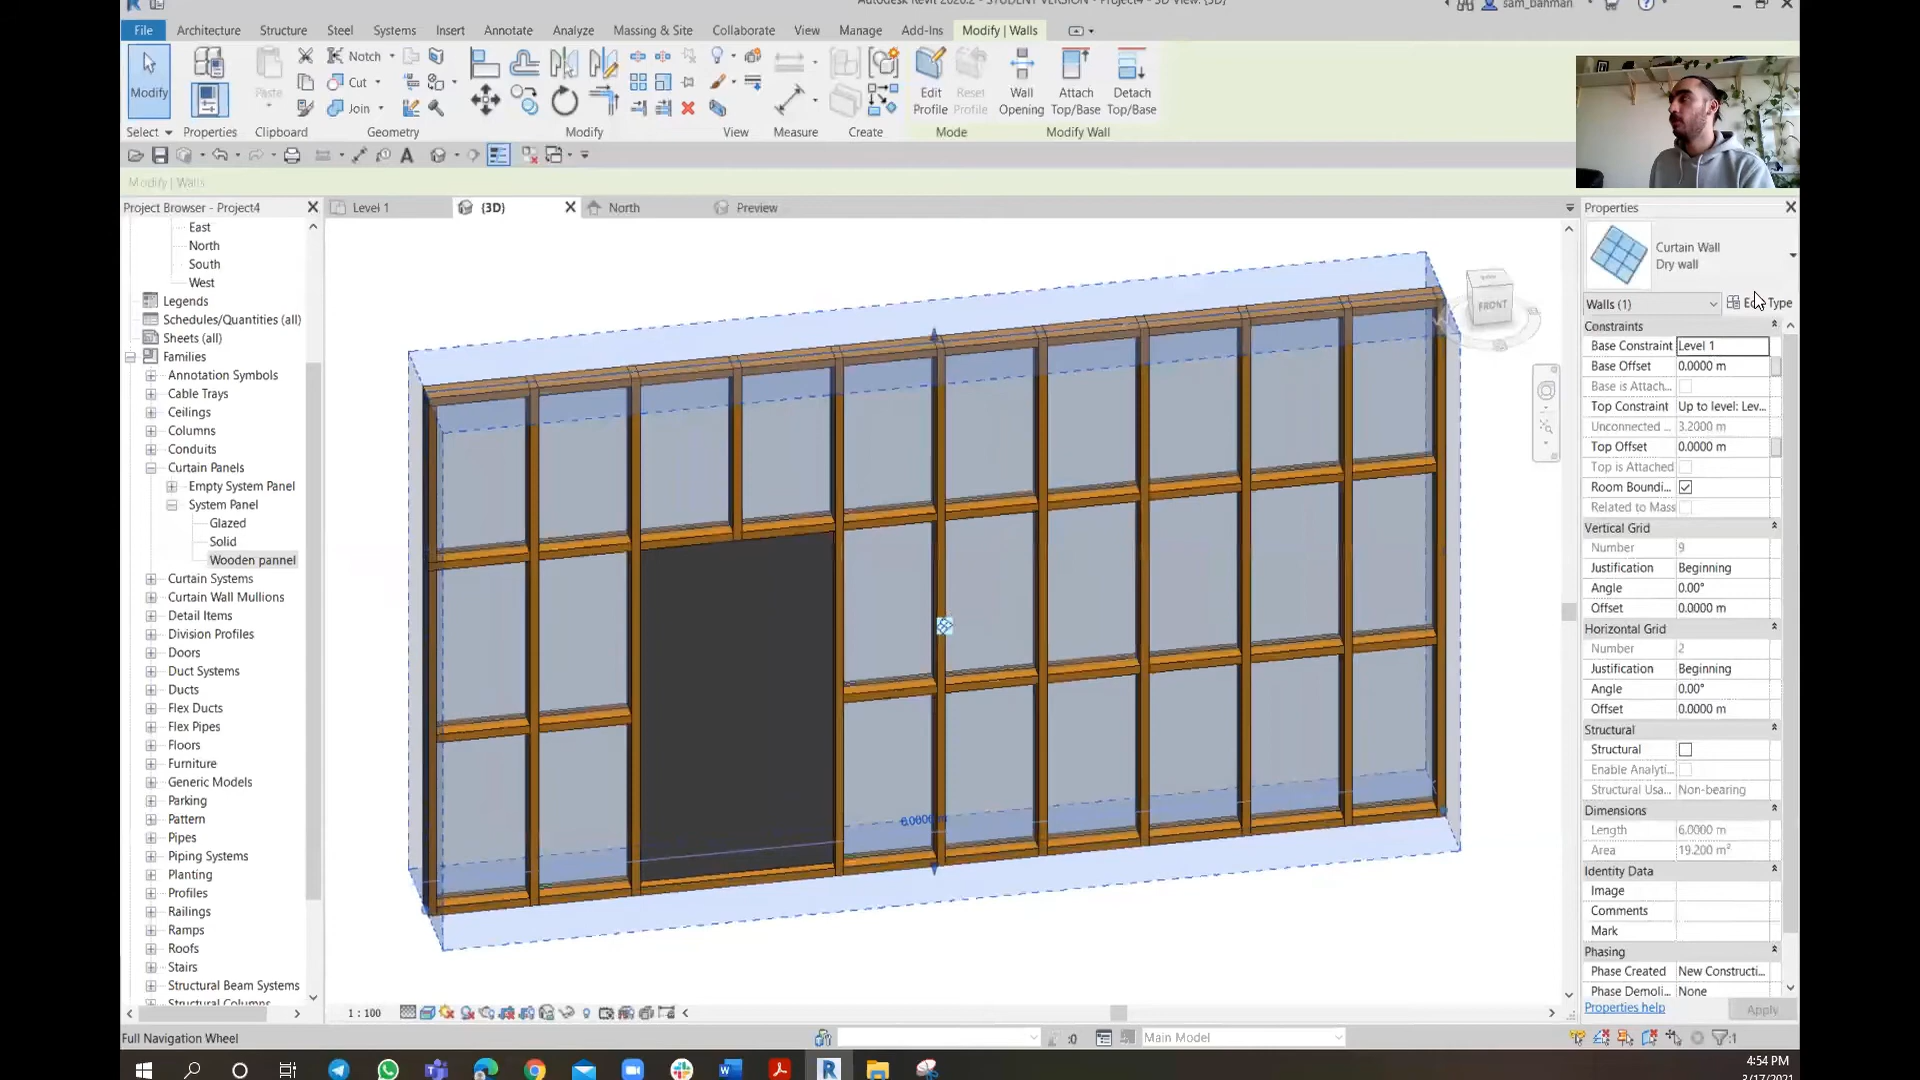 Autodesk Revit 2020.2 - STUDENT VERSION - Project4 - 3D View: {3D}
sam_banman
File Architecture Structure Steel Systems Insert Annotate Analyze Massing & Site Collaborate View Manage Add-Ins Modify | Walls
Modify
Paste
Notch
Cut
Join
Edit Profile
Reset Profile
Wall Opening
Attach Top/Base
Detach Top/Base
Select Properties Clipboard Geometry Modify View Measure Create Mode Modify Wall
Modify | Walls
Project Browser - Project4
Level 1
{3D}
North
Preview
East
North
South
West
Legends
Schedules/Quantities (all)
Sheets (all)
Families
Annotation Symbols
Cable Trays
Ceilings
Columns
Conduits
Curtain Panels
Empty System Panel
System Panel
Glazed
Solid
Wooden pannel
Curtain Systems
Curtain Wall Mullions
Detail Items
Division Profiles
Doors
Duct Systems
Ducts
Flex Ducts
Flex Pipes
Floors
Furniture
Generic Models
Parking
Pattern
Pipes
Piping Systems
Planting
Profiles
Railings
Ramps
Roofs
Stairs
Structural Beam Systems
Structural Columns
FRONT
6.0000 m
Properties
Curtain Wall
Dry wall
Walls (1)
Edit Type
Constraints
Base Constraint Level 1
Base Offset 0.0000 m
Base is Attach...
Top Constraint Up to level: Lev...
Unconnected ... 3.2000 m
Top Offset 0.0000 m
Top is Attached
Room Boundi...
Related to Mass
Vertical Grid
Number 9
Justification Beginning
Angle 0.00°
Offset 0.0000 m
Horizontal Grid
Number 2
Justification Beginning
Angle 0.00°
Offset 0.0000 m
Structural
Structural
Enable Analyti...
Structural Usa... Non-bearing
Dimensions
Length 6.0000 m
Area 19.200 m²
Identity Data
Image
Comments
Mark
Phasing
Phase Created New Constructi...
Phase Demoli... None
Properties help Apply
1 : 100
Full Navigation Wheel
:0
Main Model
:1
4:54 PM
3/17/2021